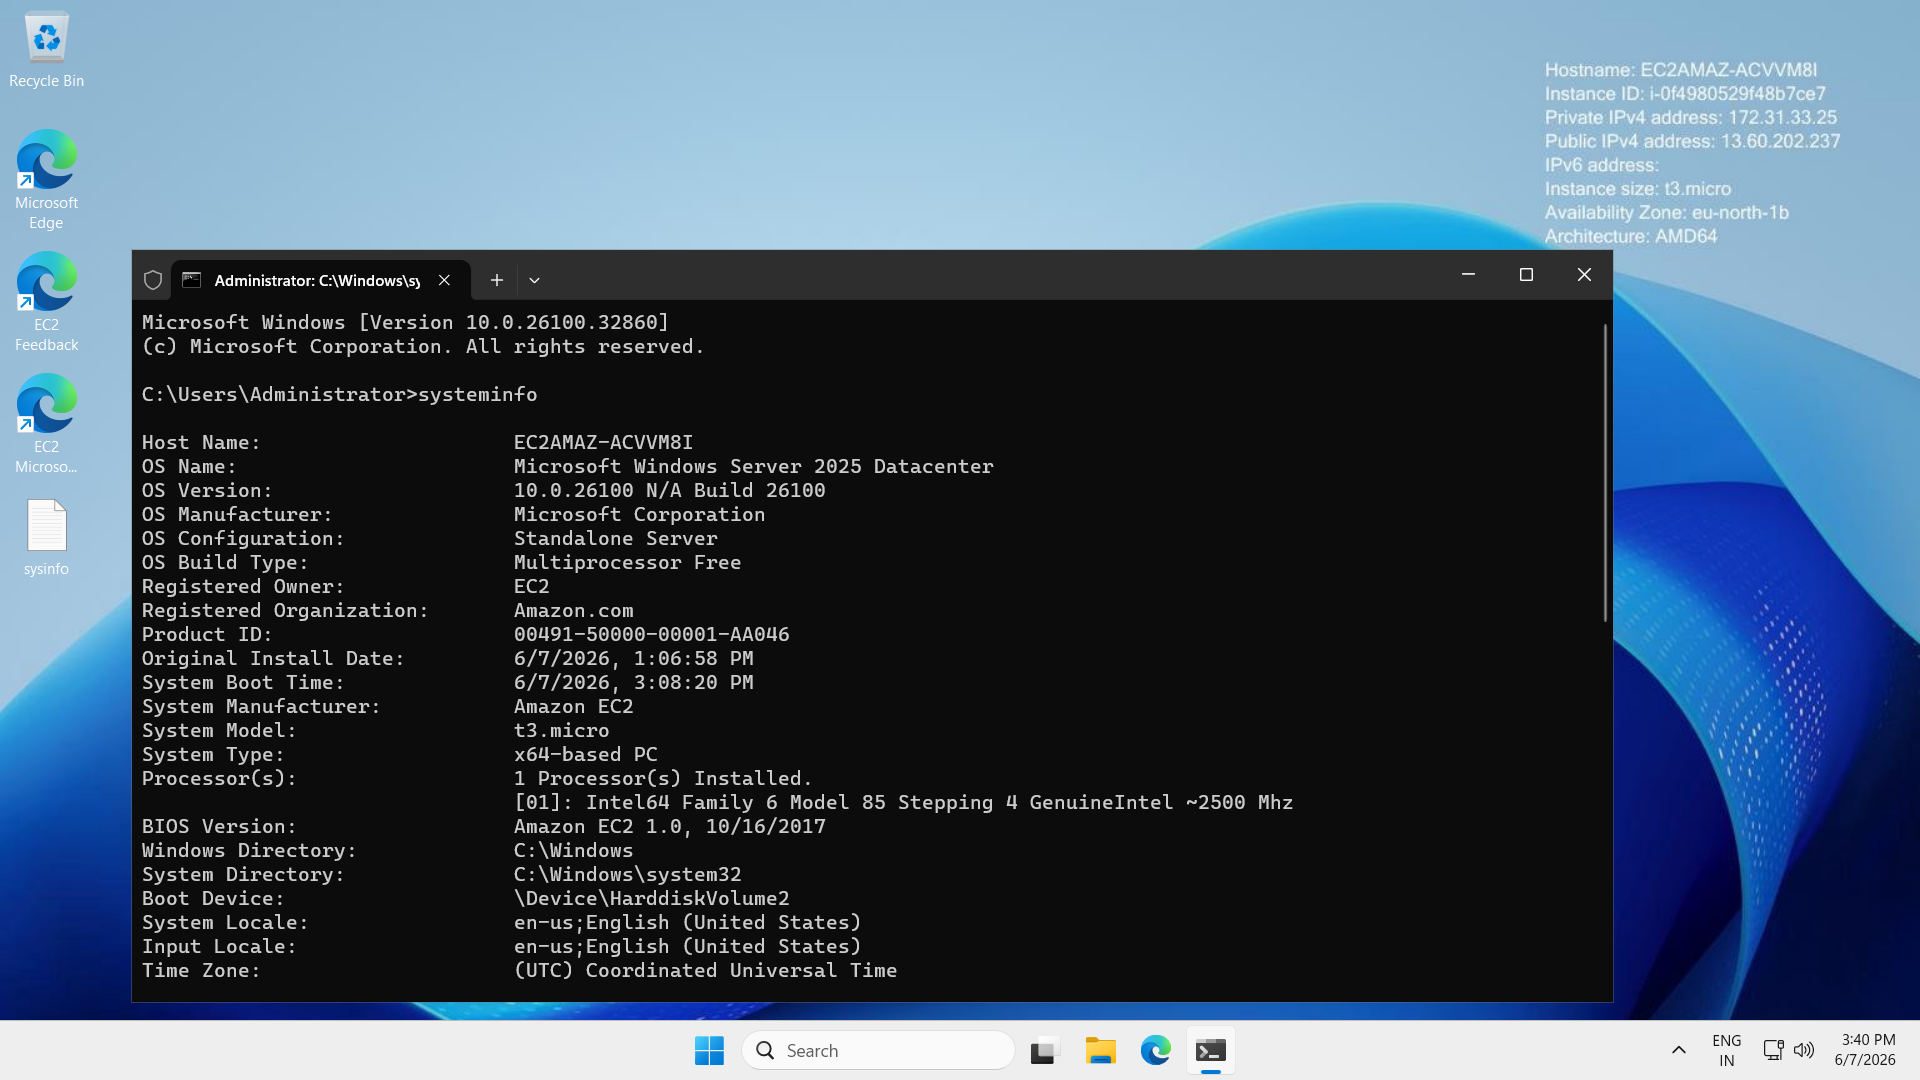 Recycle Bin
Microsoft
Edge
EC2
Feedback
EC2
Microso...
sysinfo
Hostname: EC2AMAZ-ACVVM8I
Instance ID: i-0f4980529f48b7ce7
Private IPv4 address: 172.31.33.25
Public IPv4 address: 13.60.202.237
IPv6 address:
Instance size: t3.micro
Availability Zone: eu-north-1b
Architecture: AMD64
Administrator: C:\Windows\sy
Microsoft Windows [Version 10.0.26100.32860]
(c) Microsoft Corporation. All rights reserved.
C:\Users\Administrator>systeminfo
Host Name: EC2AMAZ-ACVVM8I
OS Name: Microsoft Windows Server 2025 Datacenter
OS Version: 10.0.26100 N/A Build 26100
OS Manufacturer: Microsoft Corporation
OS Configuration: Standalone Server
OS Build Type: Multiprocessor Free
Registered Owner: EC2
Registered Organization: Amazon.com
Product ID: 00491-50000-00001-AA046
Original Install Date: 6/7/2026, 1:06:58 PM
System Boot Time: 6/7/2026, 3:08:20 PM
System Manufacturer: Amazon EC2
System Model: t3.micro
System Type: x64-based PC
Processor(s): 1 Processor(s) Installed.
[01]: Intel64 Family 6 Model 85 Stepping 4 GenuineIntel ~2500 Mhz
BIOS Version: Amazon EC2 1.0, 10/16/2017
Windows Directory: C:\Windows
System Directory: C:\Windows\system32
Boot Device: \Device\HarddiskVolume2
System Locale: en-us;English (United States)
Input Locale: en-us;English (United States)
Time Zone: (UTC) Coordinated Universal Time
Search
ENG
IN
3:40 PM
6/7/2026